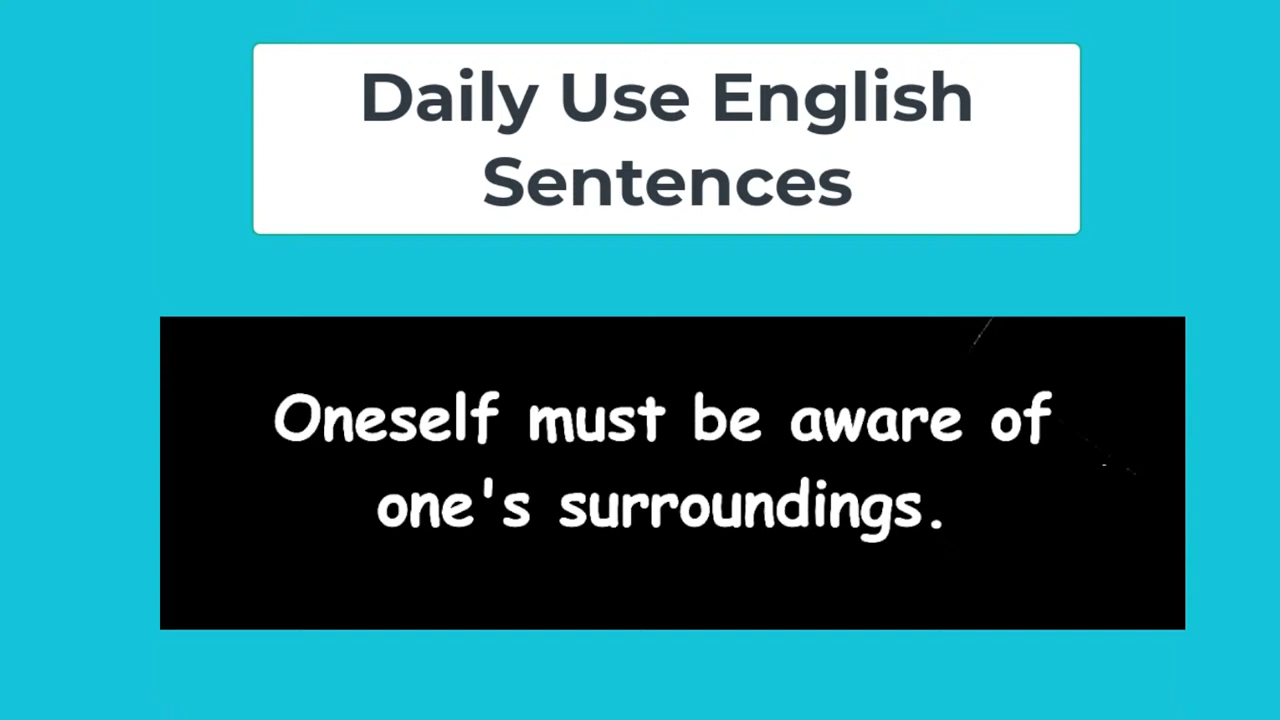 Daily Use English
Sentences
Oneself must be aware of
one's surroundings.